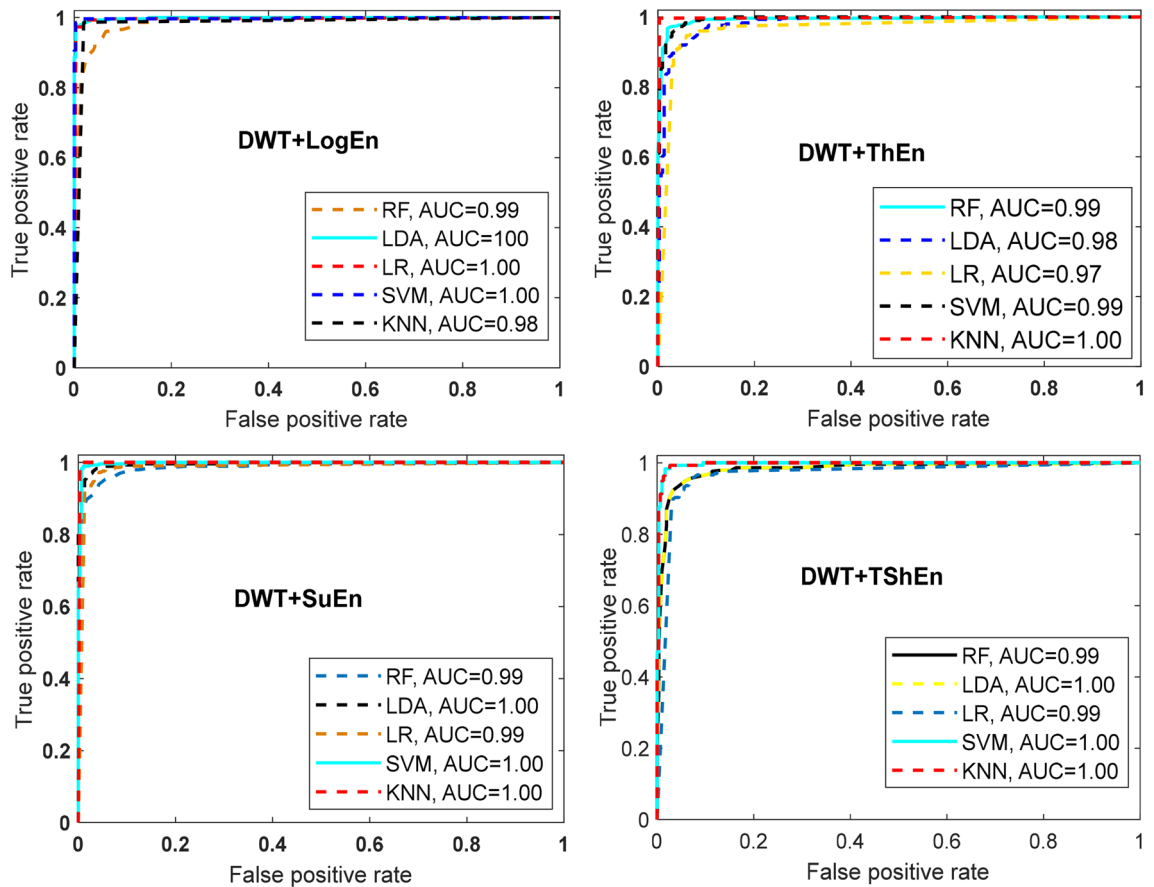 True positive rate
1
0.8
0.6
0.4
0.2
0
DWT+LogEn
RF, AUC=0.99
LDA, AUC=100
LR, AUC=1.00
SVM, AUC=1.00
KNN, AUC=0.98
0 0.2 0.4 0.6 0.8 1
False positive rate
True positive rate
1
0.8
0.6
0.4
0.2
0
DWT+ThEn
RF, AUC=0.99
LDA, AUC=0.98
LR, AUC=0.97
SVM, AUC=0.99
KNN, AUC=1.00
0 0.2 0.4 0.6 0.8 1
False positive rate
True positive rate
1
0.8
0.6
0.4
0.2
0
DWT+SuEn
RF, AUC=0.99
LDA, AUC=1.00
LR, AUC=0.99
SVM, AUC=1.00
KNN, AUC=1.00
0 0.2 0.4 0.6 0.8 1
False positive rate
True positive rate
1
0.8
0.6
0.4
0.2
0
DWT+TShEn
RF, AUC=0.99
LDA, AUC=1.00
LR, AUC=0.99
SVM, AUC=1.00
KNN, AUC=1.00
0 0.2 0.4 0.6 0.8 1
False positive rate